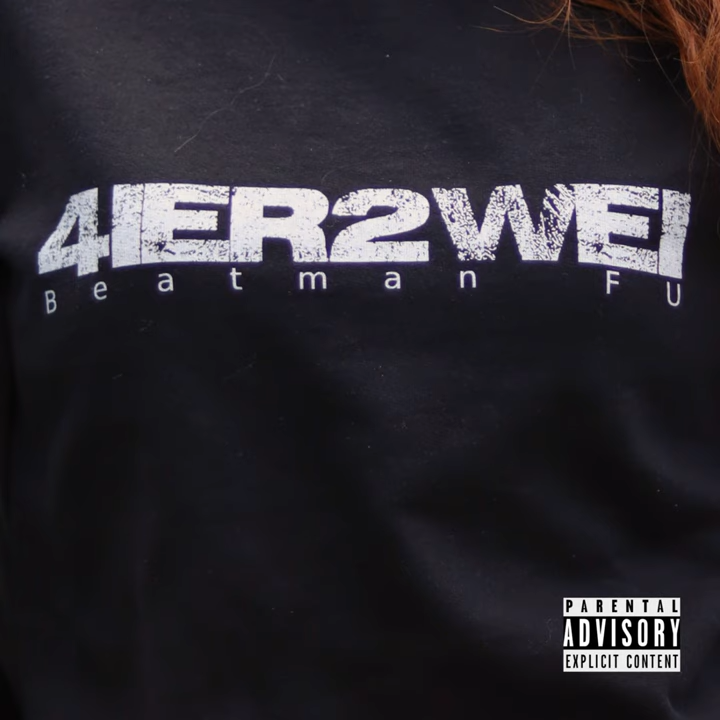 4IER2WEI
Beatman FU
PARENTAL
ADVISORY
EXPLICIT CONTENT